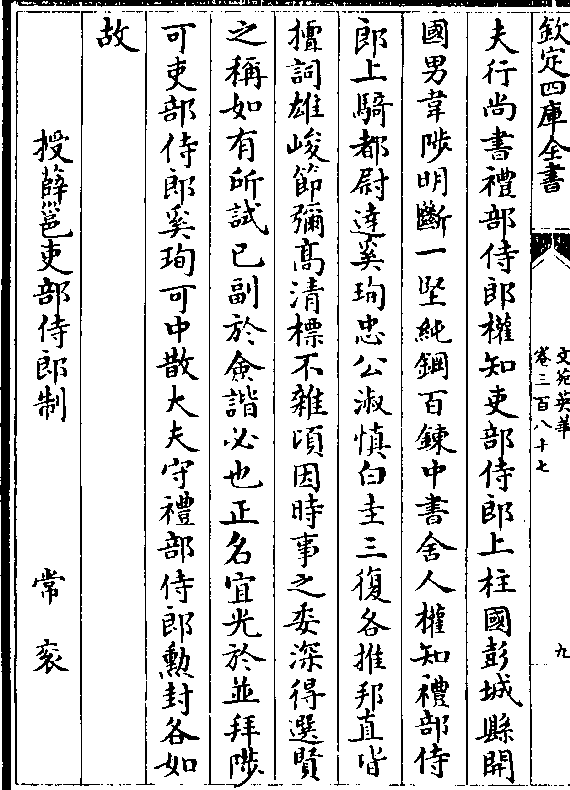 欽定四庫全書
文苑英華
卷三百八十七
九
夫行尚書禮部侍郎權知吏部侍郎上柱國彭城縣開
國男韋陟明斷一堅純鋼百鍊中書舍人權知禮部侍
郎上騎都尉達奚珣忠公淑慎白圭三復各推邦直皆
擅詞雄峻節彌髙清標不雜頃因時事之委深得選賢
之稱如有所試已副於僉諧必也正名宜光於並拜陟
可吏部侍郎奚珣可中散大夫守禮部侍郎勲封各如
故
授薛邕吏部侍郎制　常袞